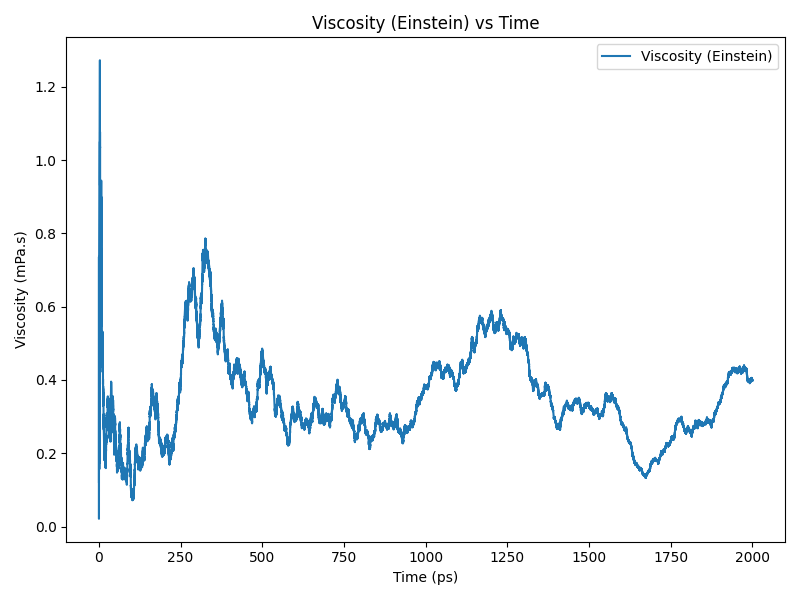 Viscosity (Einstein) vs Time
Viscosity (Einstein)
Viscosity (mPa.s)
1.2
1.0
0.8
0.6
0.4
0.2
0.0
0 250 500 750 1000 1250 1500 1750 2000
Time (ps)